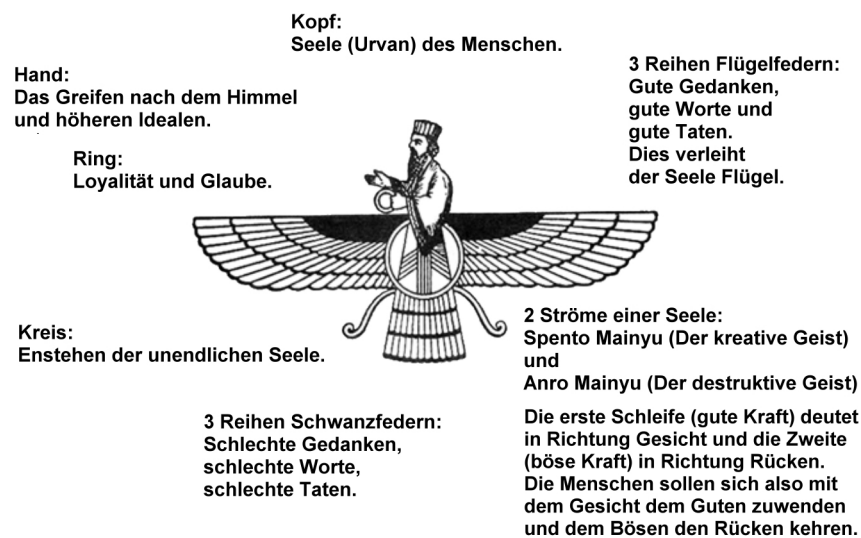 Kopf:
Seele (Urvan) des Menschen.
Hand:
Das Greifen nach dem Himmel
und höheren Idealen.
Ring:
Loyalität und Glaube.
3 Reihen Flügelfedern:
Gute Gedanken,
gute Worte und
gute Taten.
Dies verleiht
der Seele Flügel.
Kreis:
Enstehen der unendlichen Seele.
2 Ströme einer Seele:
Spento Mainyu (Der kreative Geist)
und
Anro Mainyu (Der destruktive Geist)
Die erste Schleife (gute Kraft) deutet
in Richtung Gesicht und die Zweite
(böse Kraft) in Richtung Rücken.
Die Menschen sollen sich also mit
dem Gesicht dem Guten zuwenden
und dem Bösen den Rücken kehren.
3 Reihen Schwanzfedern:
Schlechte Gedanken,
schlechte Worte,
schlechte Taten.